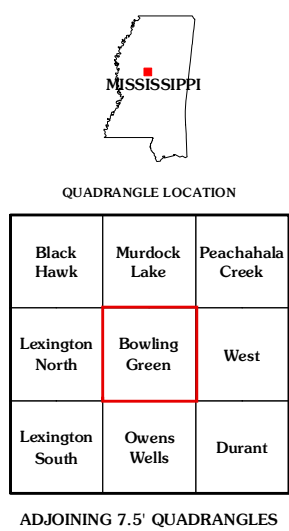 MISSISSIPPI
QUADRANGLE LOCATION
Black
Hawk
Murdock
Lake
Peachahala
Creek
Lexington
North
Bowling
Green
West
Lexington
South
Owens
Wells
Durant
ADJOINING 7.5' QUADRANGLES